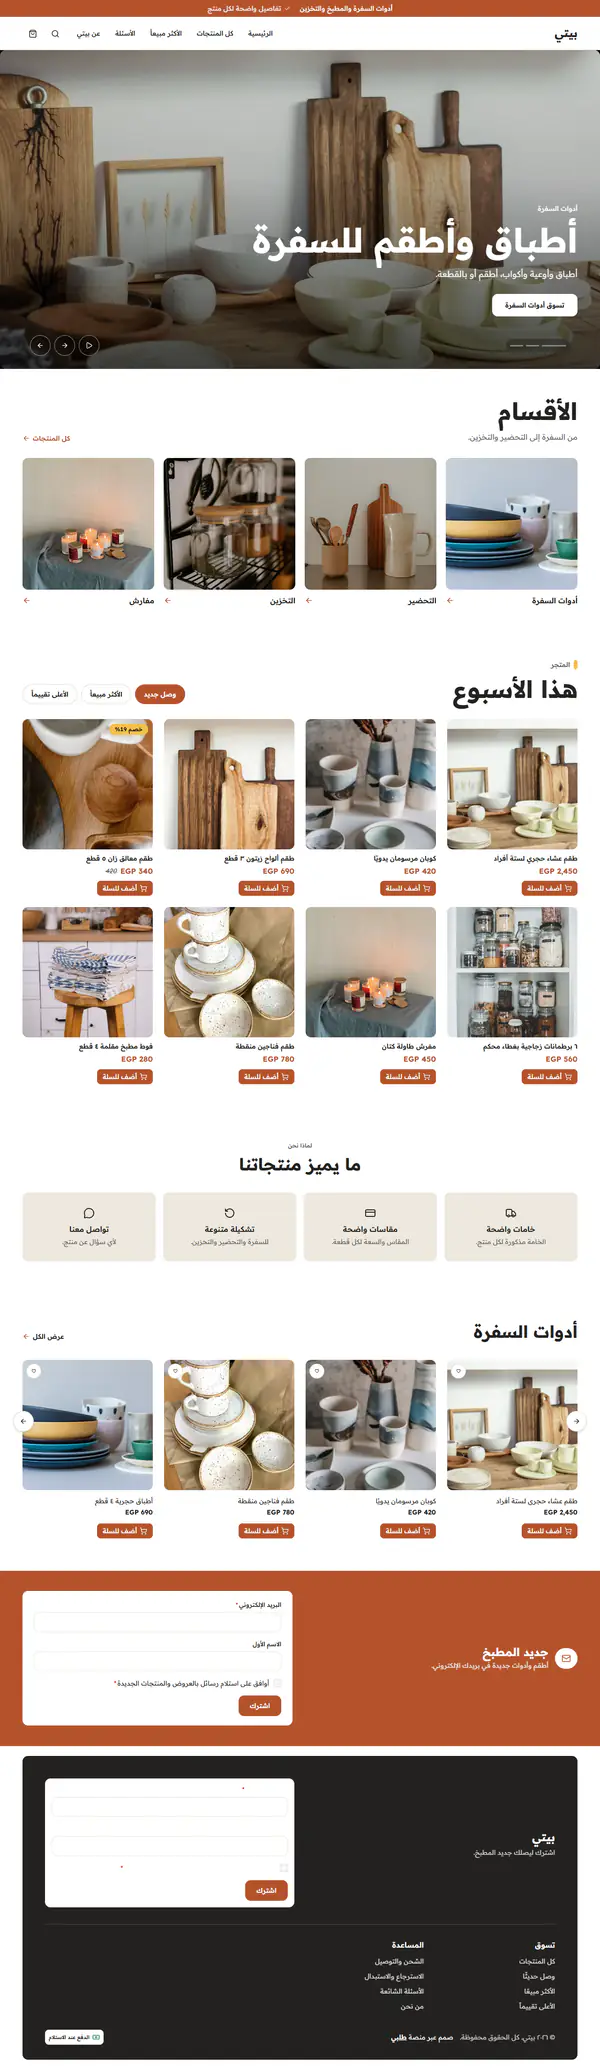 أدوات السفرة والمطبخ والتخزين
تفاصيل واضحة لكل منتج
بيتي
الرئيسية
كل المنتجات
الأكثر مبيعاً
الأسئلة
عن بيتي
أدوات السفرة
أطباق وأطقم للسفرة
أطباق وأوعية وأكواب، أطقم أو بالقطعة.
تسوق أدوات السفرة
الأقسام
من السفرة إلى التحضير والتخزين.
كل المنتجات
أدوات السفرة
التحضير
التخزين
مفارش
المتجر
هذا الأسبوع
وصل جديد
الأكثر مبيعاً
الأعلى تقييماً
خصم 19%
طقم عشاء حجري لستة أفراد
EGP 2,450
أضف للسلة
كوبان مرسومان يدويًا
EGP 420
أضف للسلة
طقم ألواح زيتون ٣ قطع
EGP 690
أضف للسلة
طقم معالق زان ٥ قطع
EGP 340 420
أضف للسلة
٦ برطمانات زجاجية بغطاء محكم
EGP 560
أضف للسلة
مفرش طاولة كتان
EGP 450
أضف للسلة
طقم فناجين منقطة
EGP 780
أضف للسلة
فوط مطبخ مقلمة ٤ قطع
EGP 280
أضف للسلة
لماذا نحن
ما يميز منتجاتنا
خامات واضحة
الخامة مذكورة لكل منتج.
مقاسات واضحة
المقاس والسعة لكل قطعة.
تشكيلة متنوعة
للسفرة والتحضير والتخزين.
تواصل معنا
لأي سؤال عن منتج.
أدوات السفرة
عرض الكل
طقم عشاء حجري لستة أفراد
EGP 2,450
أضف للسلة
كوبان مرسومان يدويًا
EGP 420
أضف للسلة
طقم فناجين منقطة
EGP 780
أضف للسلة
أطباق حجرية ٤ قطع
EGP 690
أضف للسلة
جديد المطبخ
أطقم وأدوات جديدة في بريدك الإلكتروني.
البريد الإلكتروني *
الاسم الأول
أوافق على استلام رسائل بالعروض والمنتجات الجديدة *
اشترك
بيتي
اشترك ليصلك جديد المطبخ.
*
*
اشترك
تسوق
كل المنتجات
وصل حديثًا
الأكثر مبيعًا
الأعلى تقييماً
المساعدة
الشحن والتوصيل
الاسترجاع والاستبدال
الأسئلة الشائعة
من نحن
© ٢٠٢٦ بيتي. كل الحقوق محفوظة.
صمم عبر منصة طلبي
الدفع عند الاستلام